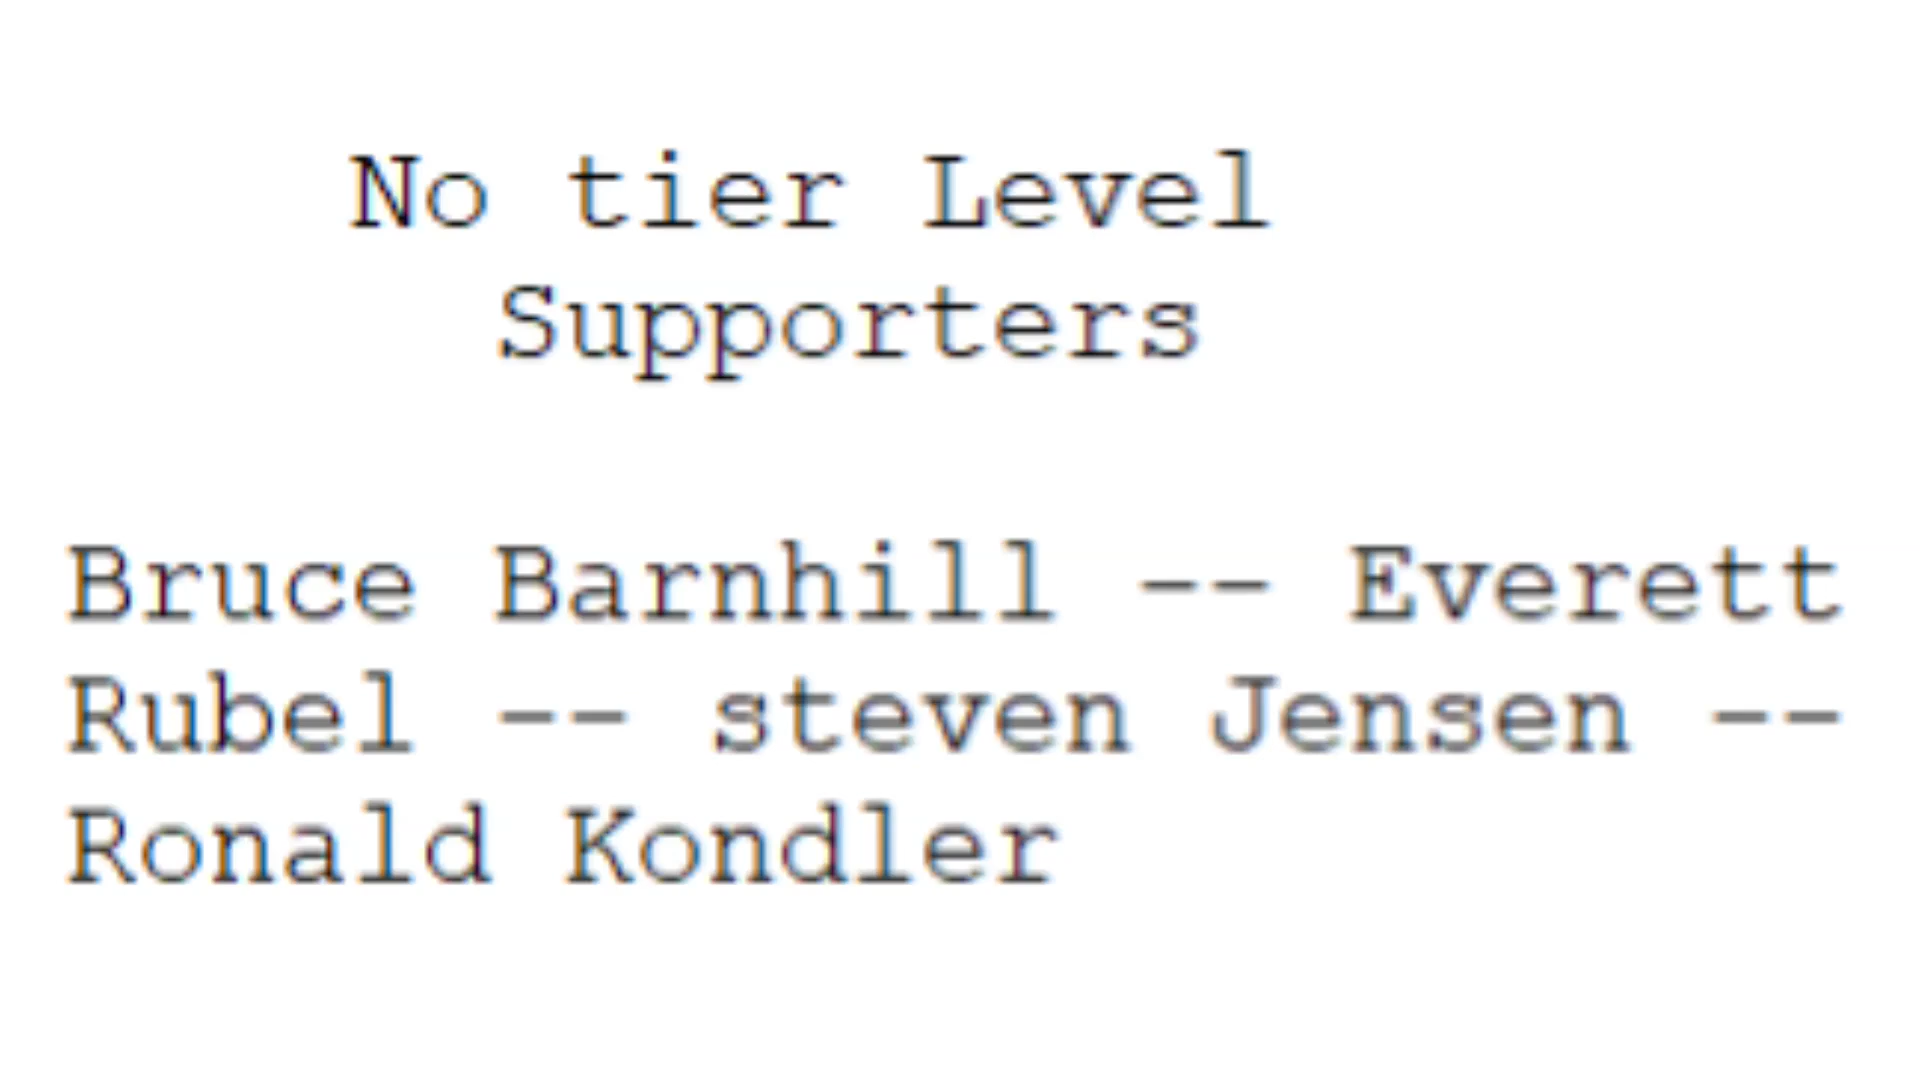 No tier Level
Supporters
Bruce Barnhill -- Everett
Rubel -- steven Jensen --
Ronald Kondler